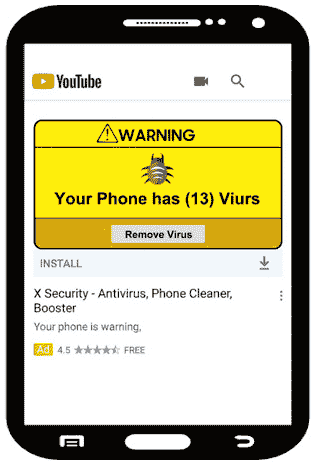 YouTube
WARNING
Your Phone has (13) Viurs
Remove Virus
INSTALL
X Security - Antivirus, Phone Cleaner,
Booster
Your phone is warning,
Ad 4.5 FREE